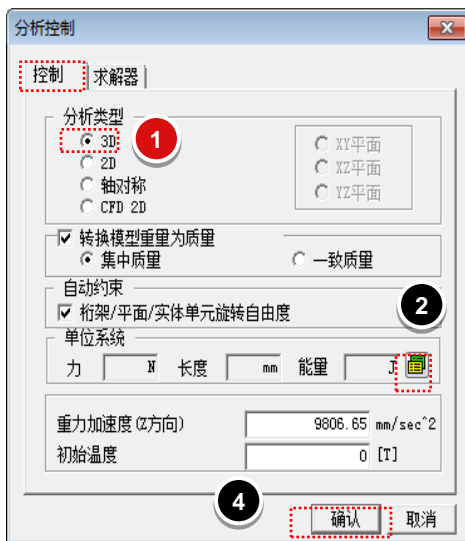 分析控制
控制 求解器
分析类型
3D 1
2D
轴对称
CFD 2D
XY平面
XZ平面
YZ平面
转换模型重量为质量
集中质量 一致质量
自动约束
桁架/平面/实体单元旋转自由度
2
单位系统
力 N 长度 mm 能量 J
重力加速度(Z方向) 9806.65 mm/sec^2
初始温度 0 [T]
4
确认 取消